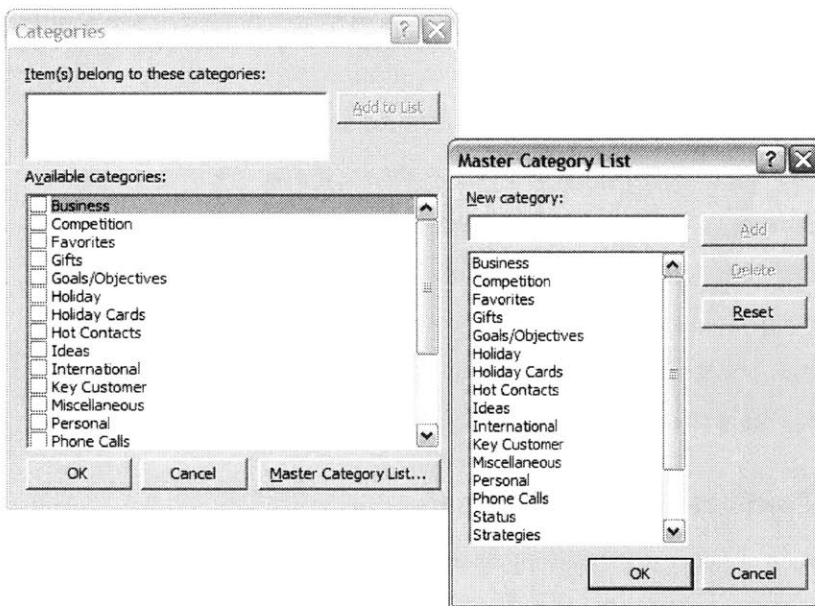 Categories
Item(s) belong to these categories:
Add to List
Available categories:
Business
Competition
Favorites
Gifts
Goals/Objectives
Holiday
Holiday Cards
Hot Contacts
Ideas
International
Key Customer
Miscellaneous
Personal
Phone Calls
OK
Cancel
Master Category List...
Master Category List
New category:
Add
Business
Delete
Competition
Favorites
Reset
Gifts
Goals/Objectives
Holiday
Holiday Cards
Hot Contacts
Ideas
International
Key Customer
Miscellaneous
Personal
Phone Calls
Status
Strategies
OK
Cancel